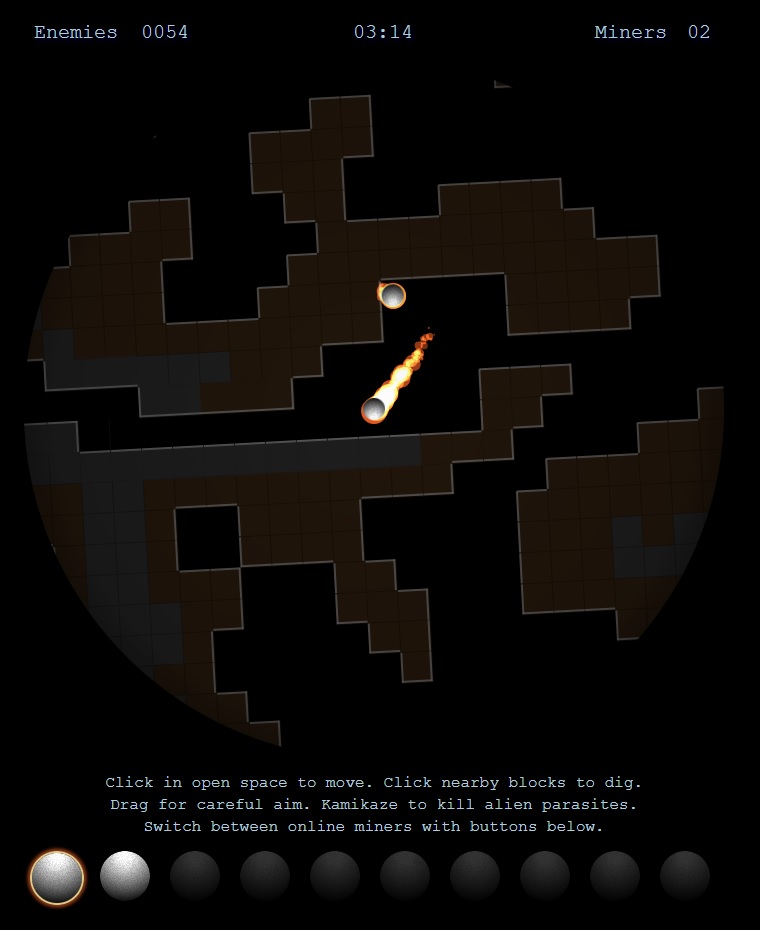 Enemies 0054 03:14 Miners 02
Click in open space to move. Click nearby blocks to dig.
Drag for careful aim. Kamikaze to kill alien parasites.
Switch between online miners with buttons below.